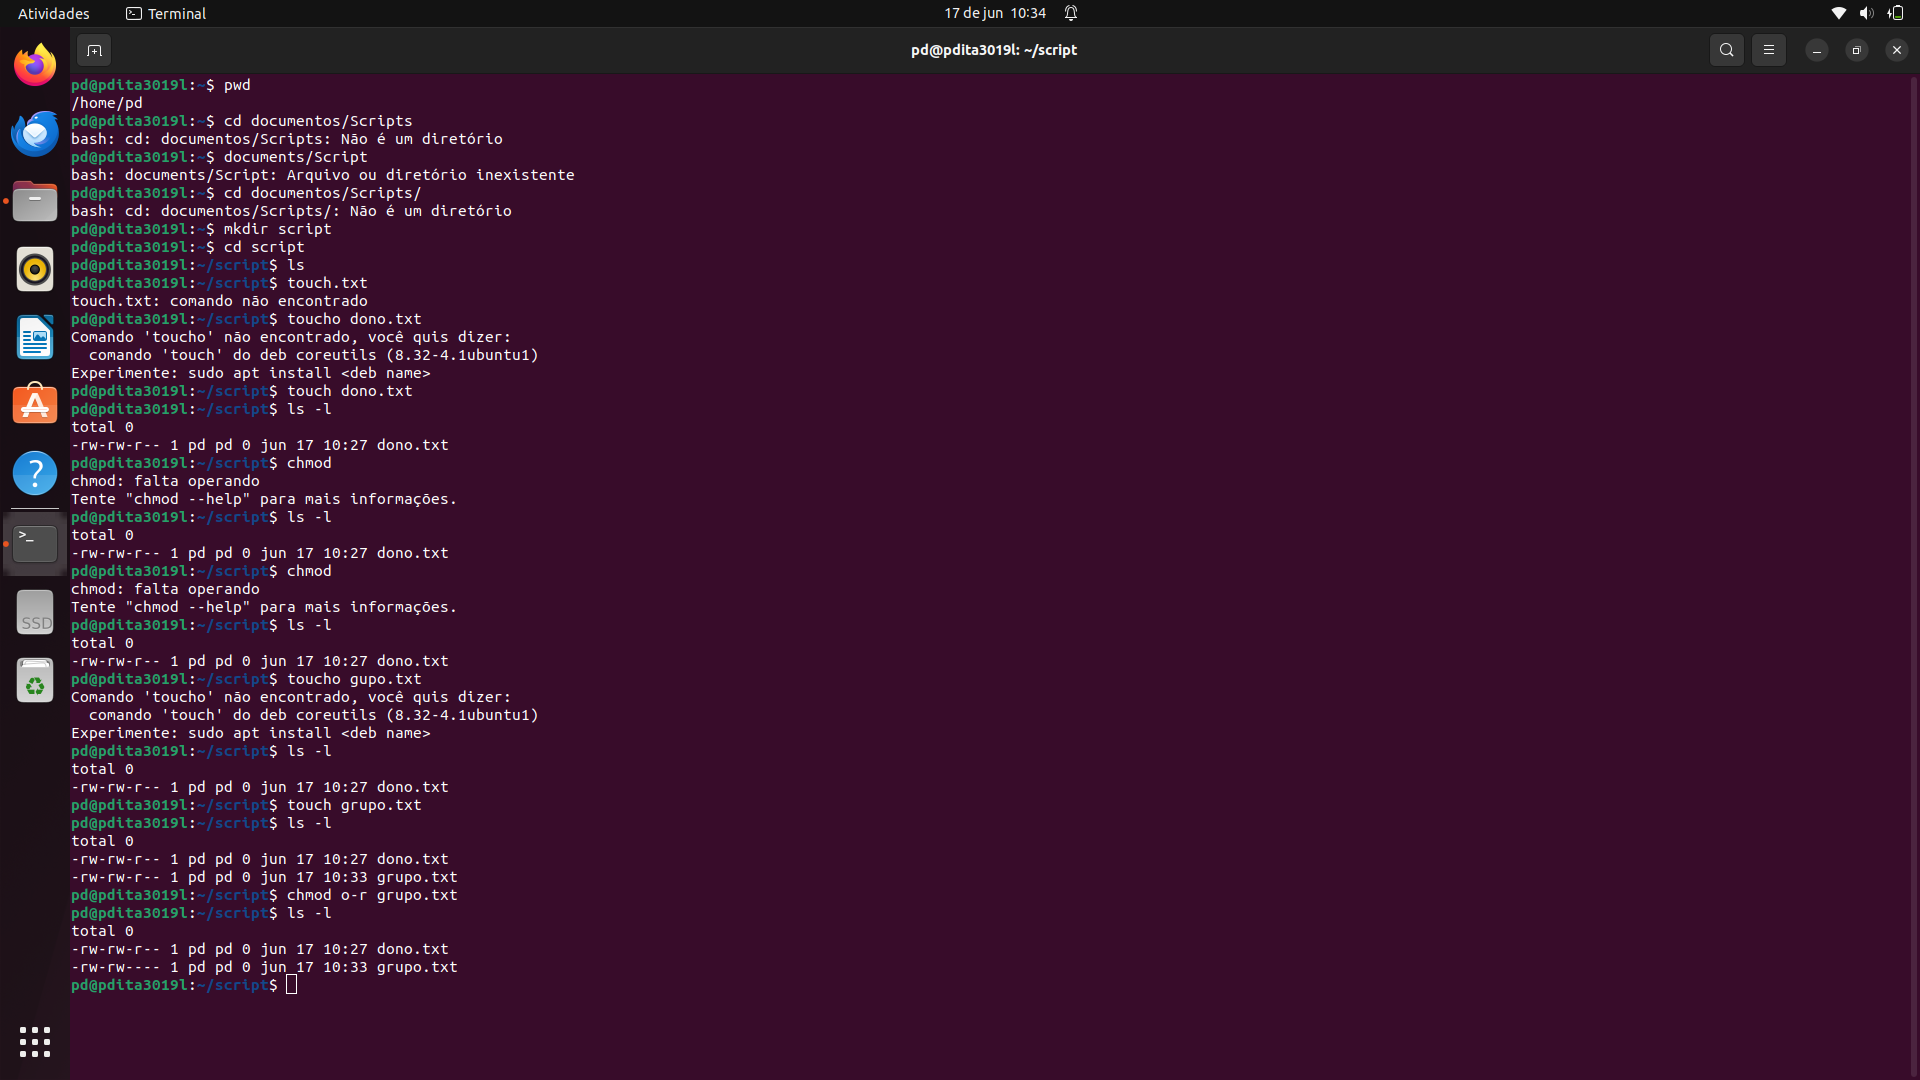 Atividades
Terminal
17 de jun 10:34
pd@pdita3019l: ~/script
pd@pdita3019l:~$ pwd
/home/pd
pd@pdita3019l:~$ cd documentos/Scripts
bash: cd: documentos/Scripts: Não é um diretório
pd@pdita3019l:~$ documents/Script
bash: documents/Script: Arquivo ou diretório inexistente
pd@pdita3019l:~$ cd documentos/Scripts/
bash: cd: documentos/Scripts/: Não é um diretório
pd@pdita3019l:~$ mkdir script
pd@pdita3019l:~$ cd script
pd@pdita3019l:~/script$ ls
pd@pdita3019l:~/script$ touch.txt
touch.txt: comando não encontrado
pd@pdita3019l:~/script$ toucho dono.txt
Comando 'toucho' não encontrado, você quis dizer:
  comando 'touch' do deb coreutils (8.32-4.1ubuntu1)
Experimente: sudo apt install <deb name>
pd@pdita3019l:~/script$ touch dono.txt
pd@pdita3019l:~/script$ ls -l
total 0
-rw-rw-r-- 1 pd pd 0 jun 17 10:27 dono.txt
pd@pdita3019l:~/script$ chmod
chmod: falta operando
Tente "chmod --help" para mais informações.
pd@pdita3019l:~/script$ ls -l
total 0
-rw-rw-r-- 1 pd pd 0 jun 17 10:27 dono.txt
pd@pdita3019l:~/script$ chmod
chmod: falta operando
Tente "chmod --help" para mais informações.
pd@pdita3019l:~/script$ ls -l
total 0
-rw-rw-r-- 1 pd pd 0 jun 17 10:27 dono.txt
pd@pdita3019l:~/script$ toucho gupo.txt
Comando 'toucho' não encontrado, você quis dizer:
  comando 'touch' do deb coreutils (8.32-4.1ubuntu1)
Experimente: sudo apt install <deb name>
pd@pdita3019l:~/script$ ls -l
total 0
-rw-rw-r-- 1 pd pd 0 jun 17 10:27 dono.txt
pd@pdita3019l:~/script$ touch grupo.txt
pd@pdita3019l:~/script$ ls -l
total 0
-rw-rw-r-- 1 pd pd 0 jun 17 10:27 dono.txt
-rw-rw-r-- 1 pd pd 0 jun 17 10:33 grupo.txt
pd@pdita3019l:~/script$ chmod o-r grupo.txt
pd@pdita3019l:~/script$ ls -l
total 0
-rw-rw-r-- 1 pd pd 0 jun 17 10:27 dono.txt
-rw-rw---- 1 pd pd 0 jun 17 10:33 grupo.txt
pd@pdita3019l:~/script$
SSD